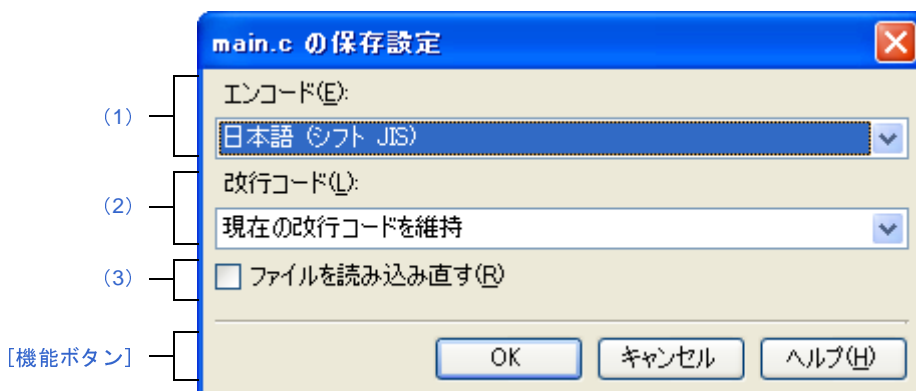 main.c の保存設定
エンコード(E):
(1)
日本語 (シフト JIS)
改行コード(L):
(2)
現在の改行コードを維持
(3)
ファイルを読み込み直す(R)
[機能ボタン]
OK
キャンセル
ヘルプ(H)